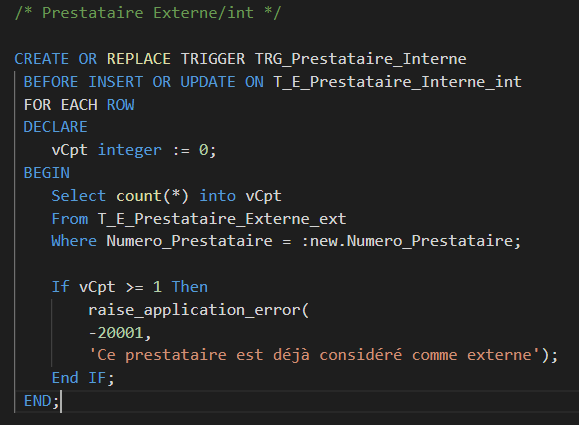 /* Prestataire Externe/int */
CREATE OR REPLACE TRIGGER TRG_Prestataire_Interne
BEFORE INSERT OR UPDATE ON T_E_Prestataire_Interne_int
FOR EACH ROW
DECLARE
vCpt integer := 0;
BEGIN
Select count(*) into vCpt
From T_E_Prestataire_Externe_ext
Where Numero_Prestataire = :new.Numero_Prestataire;
If vCpt >= 1 Then
raise_application_error(
-20001,
'Ce prestataire est déjà considéré comme externe');
End IF;
END;